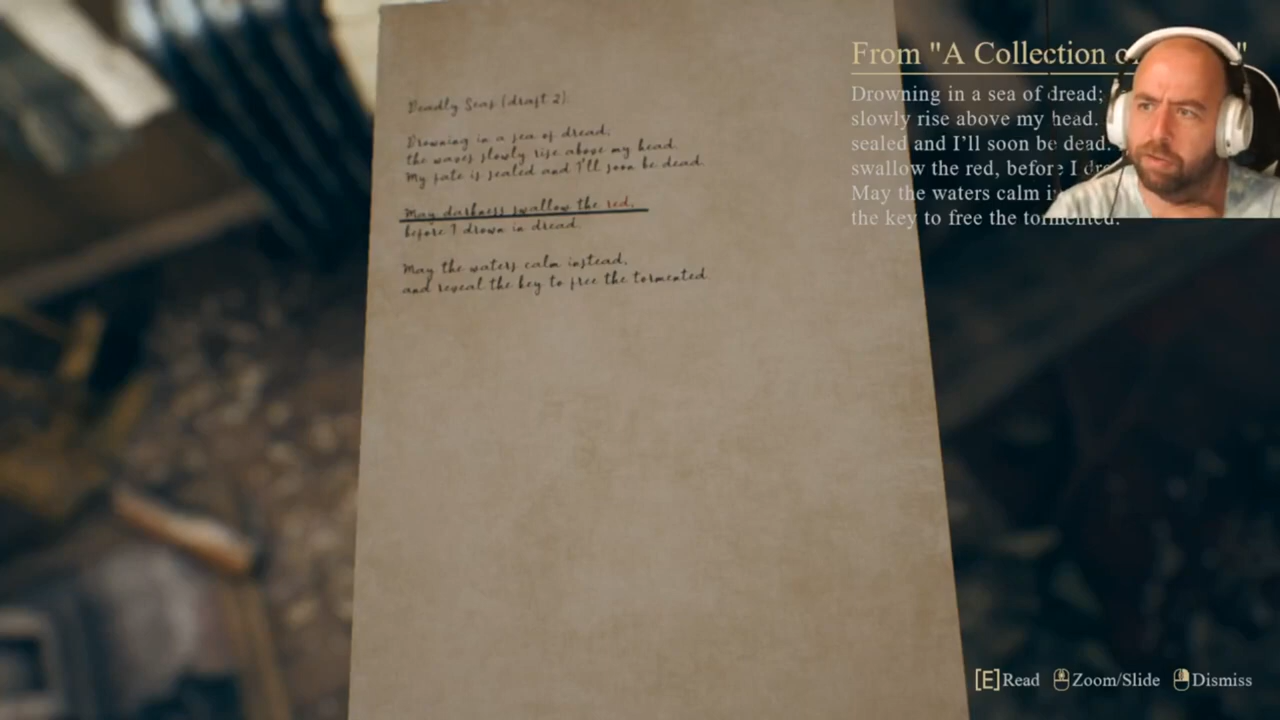 Deadly Seas (draft 2):
Drowning in a sea of dread;
the waves slowly rise above my head.
My fate is sealed and I'll soon be dead.
May darkness swallow the red,
before I drown in dread.
May the waters calm instead,
and reveal the key to free the tormented.
From "A Collection "
Drowning in a sea of dread;
slowly rise above my head.
sealed and I'll soon be dead.
swallow the red, before I
May the waters calm
the key to free the tormented.
[E]Read Zoom/Slide Dismiss